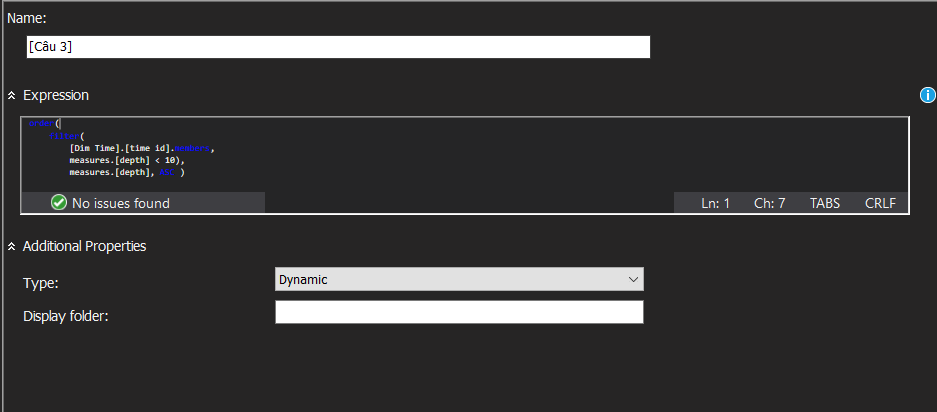 Name:
[Câu 3]
Expression
order(
filter(
[Dim Time].[time id].members,
measures.[depth] < 10),
measures.[depth], )
No issues found
Ln: 1
Ch: 7
TABS
CRLF
Additional Properties
Type:
Dynamic
Display folder: